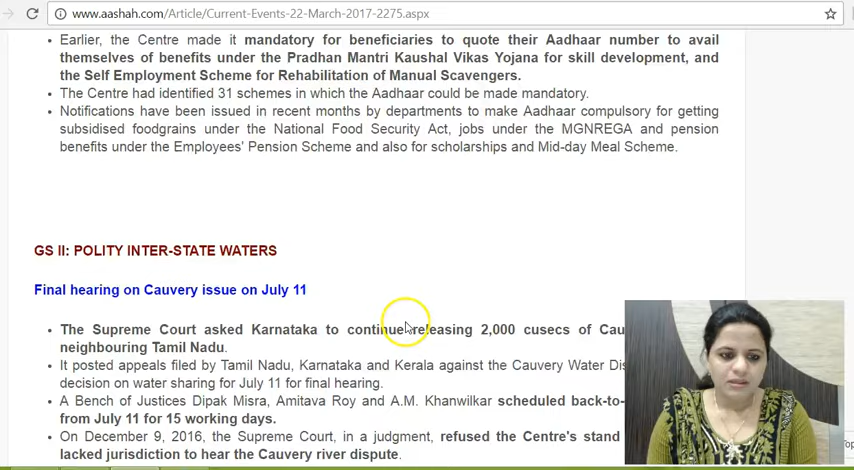 www.aashah.com/Article/Current-Events-22-March-2017-2275.aspx
Earlier, the Centre made it mandatory for beneficiaries to quote their Aadhaar number to avail
themselves of benefits under the Pradhan Mantri Kaushal Vikas Yojana for skill development, and
the Self Employment Scheme for Rehabilitation of Manual Scavengers.
The Centre had identified 31 schemes in which the Aadhaar could be made mandatory.
Notifications have been issued in recent months by departments to make Aadhaar compulsory for getting
subsidised foodgrains under the National Food Security Act, jobs under the MGNREGA and pension
benefits under the Employees' Pension Scheme and also for scholarships and Mid-day Meal Scheme.
GS II: POLITY INTER-STATE WATERS
Final hearing on Cauvery issue on July 11
The Supreme Court asked Karnataka to continue releasing 2,000 cusecs of Cau
neighbouring Tamil Nadu.
It posted appeals filed by Tamil Nadu, Karnataka and Kerala against the Cauvery Water Dis
decision on water sharing for July 11 for final hearing.
A Bench of Justices Dipak Misra, Amitava Roy and A.M. Khanwilkar scheduled back-to-
from July 11 for 15 working days.
On December 9, 2016, the Supreme Court, in a judgment, refused the Centre's stand
lacked jurisdiction to hear the Cauvery river dispute.
Top